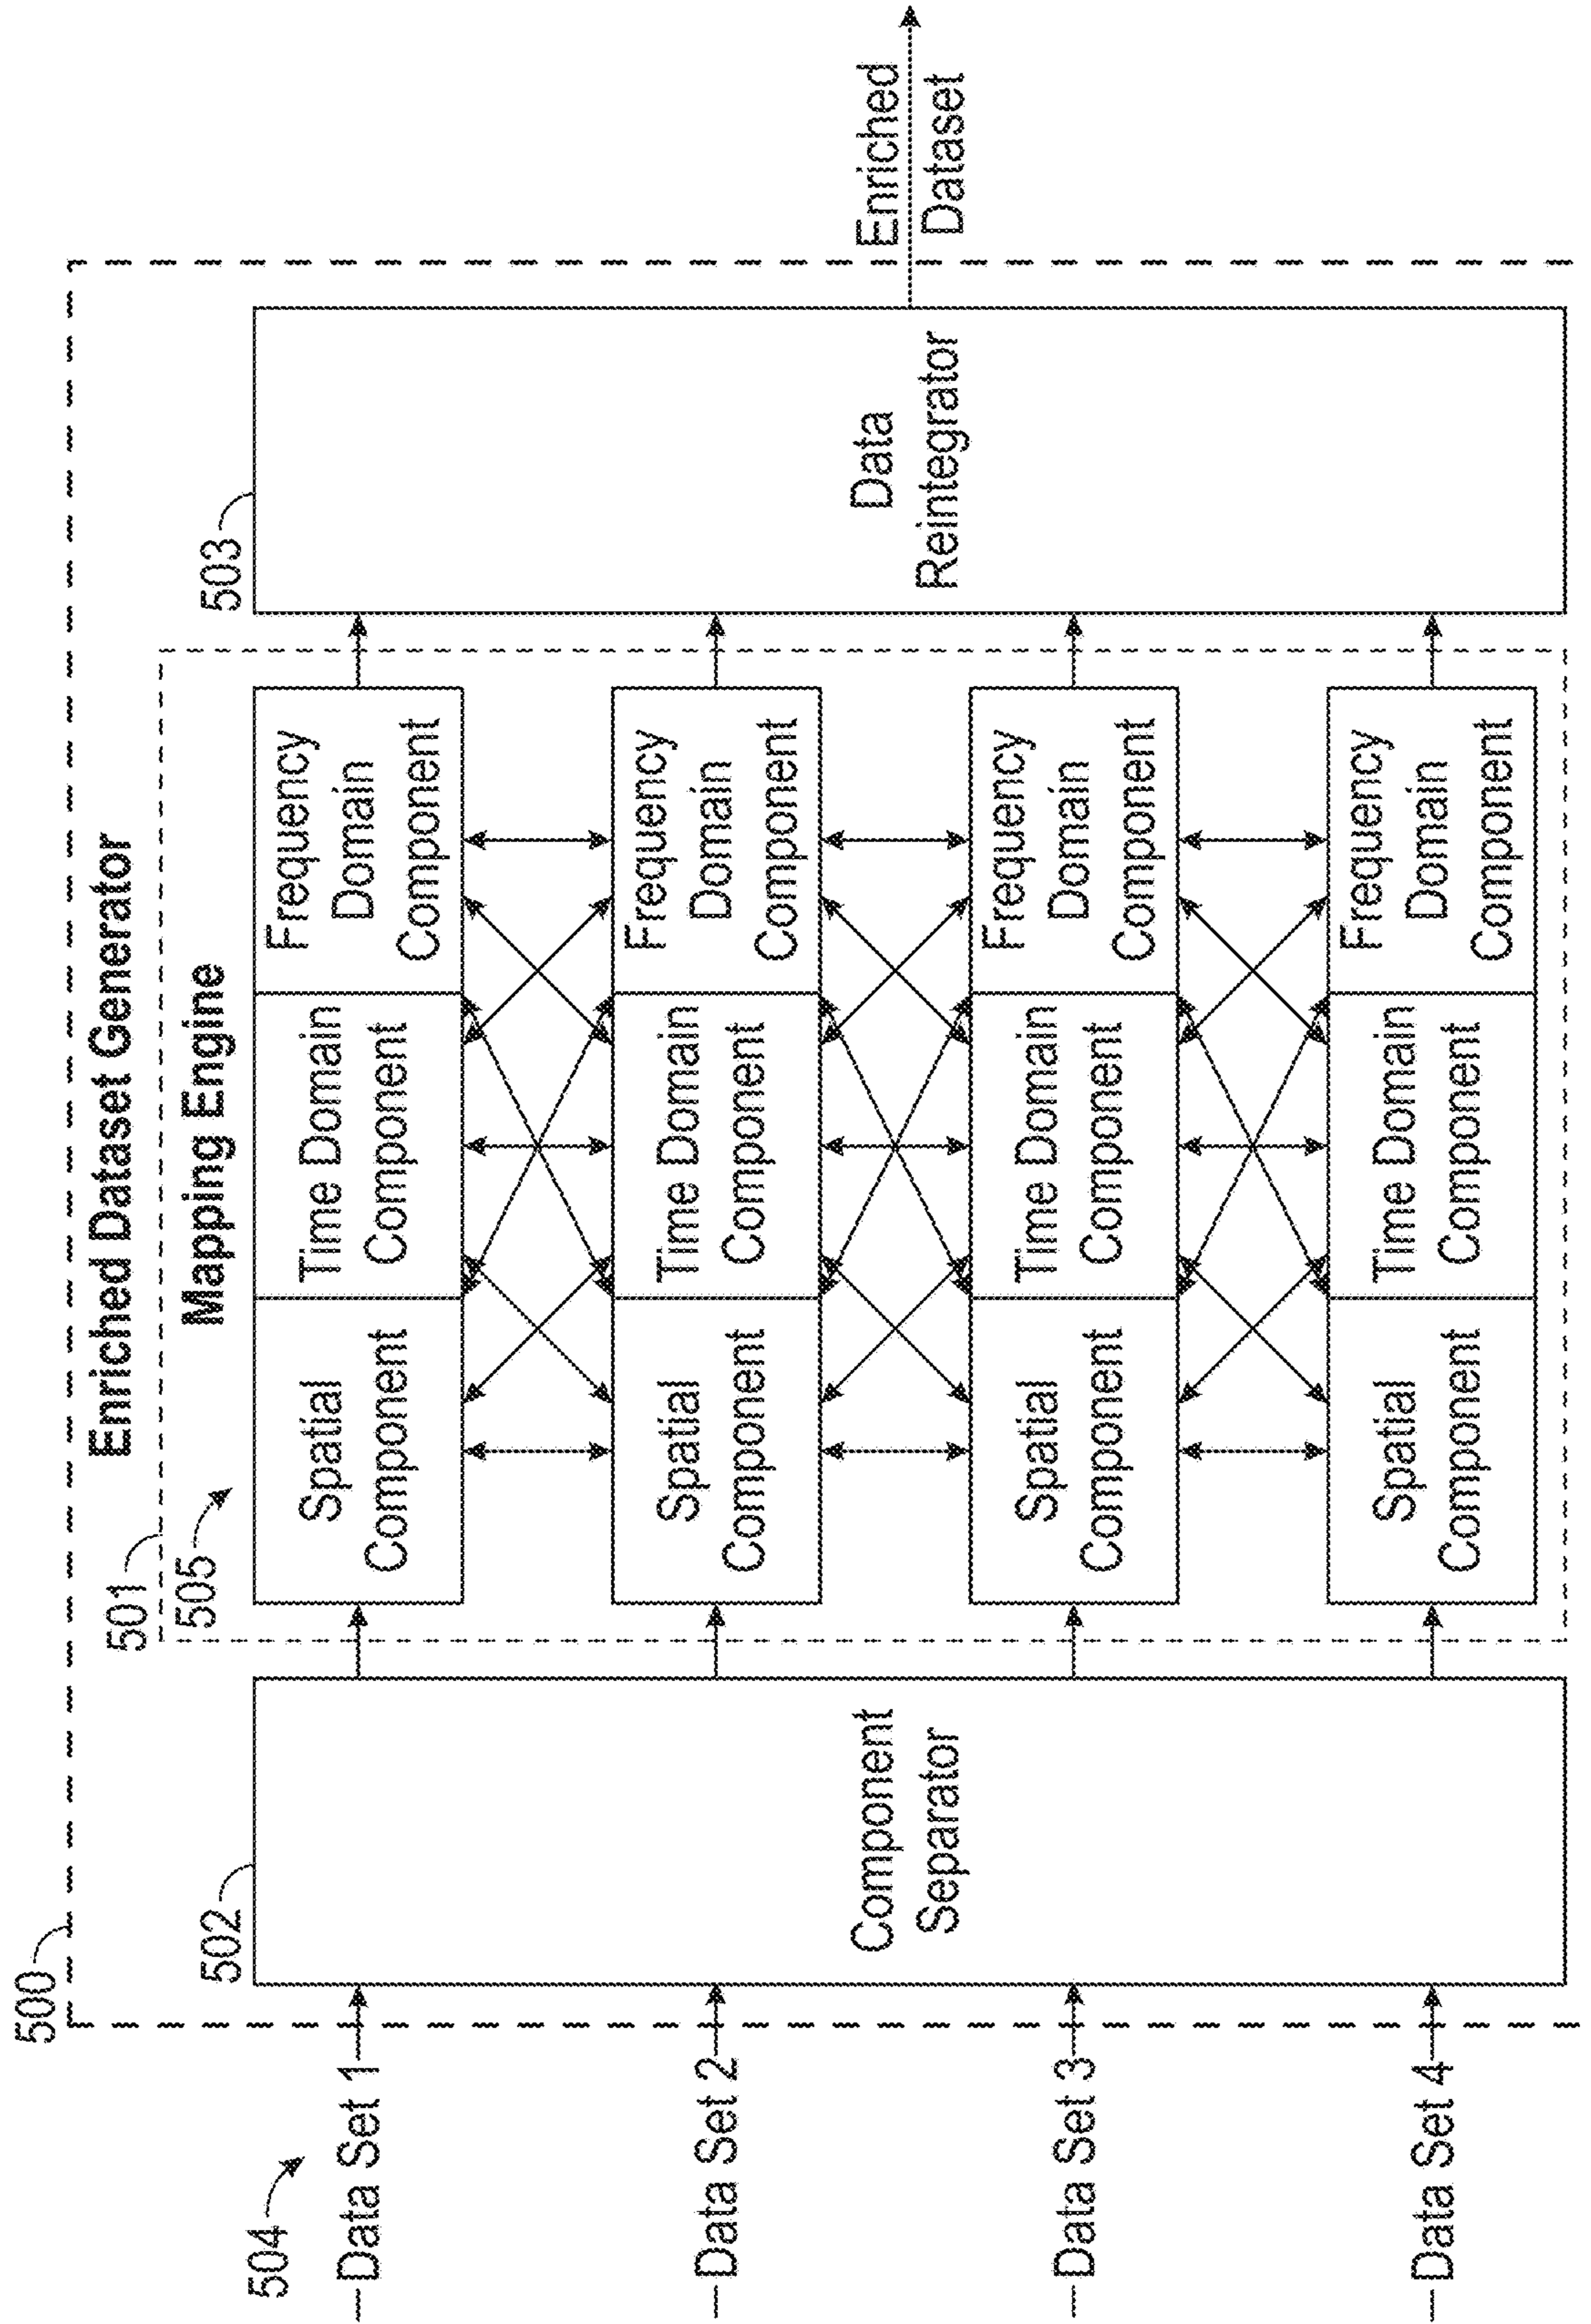 500
Enriched Dataset Generator
501
Mapping Engine
505
502
503
504
Data Set 1
Data Set 2
Data Set 3
Data Set 4
Component
Separator
Spatial
Component
Time Domain
Component
Frequency
Domain
Component
Spatial
Component
Time Domain
Component
Frequency
Domain
Component
Spatial
Component
Time Domain
Component
Frequency
Domain
Component
Spatial
Component
Time Domain
Component
Frequency
Domain
Component
Data
Reintegrator
Enriched
Dataset